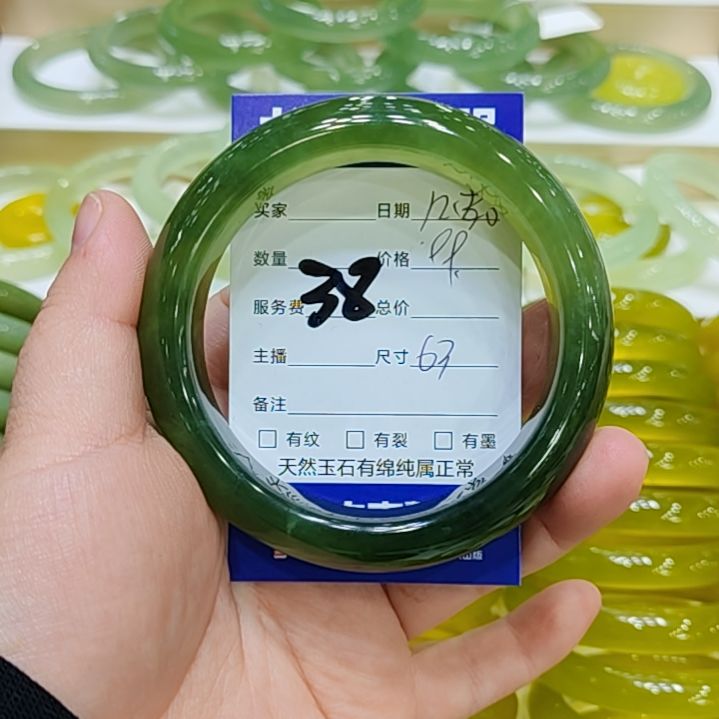 买家 日期
数量 价格
38
服务费 总价
主播 尺寸 63
备注
□ 有纹 □ 有裂 □ 有墨
天然玉石有绵纯属正常